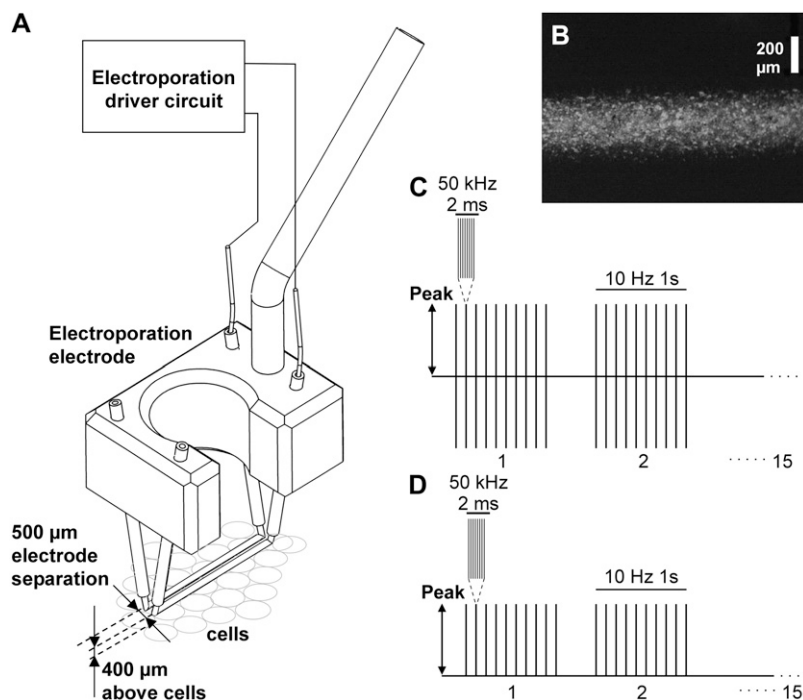 A
Electroporation
driver circuit
Electroporation
electrode
500 µm
electrode
separation
cells
400 µm
above cells
B
200
µm
C
50 kHz
2 ms
10 Hz 1s
Peak
1
2
····· 15
D
50 kHz
2 ms
10 Hz 1s
Peak
1
2
····· 15